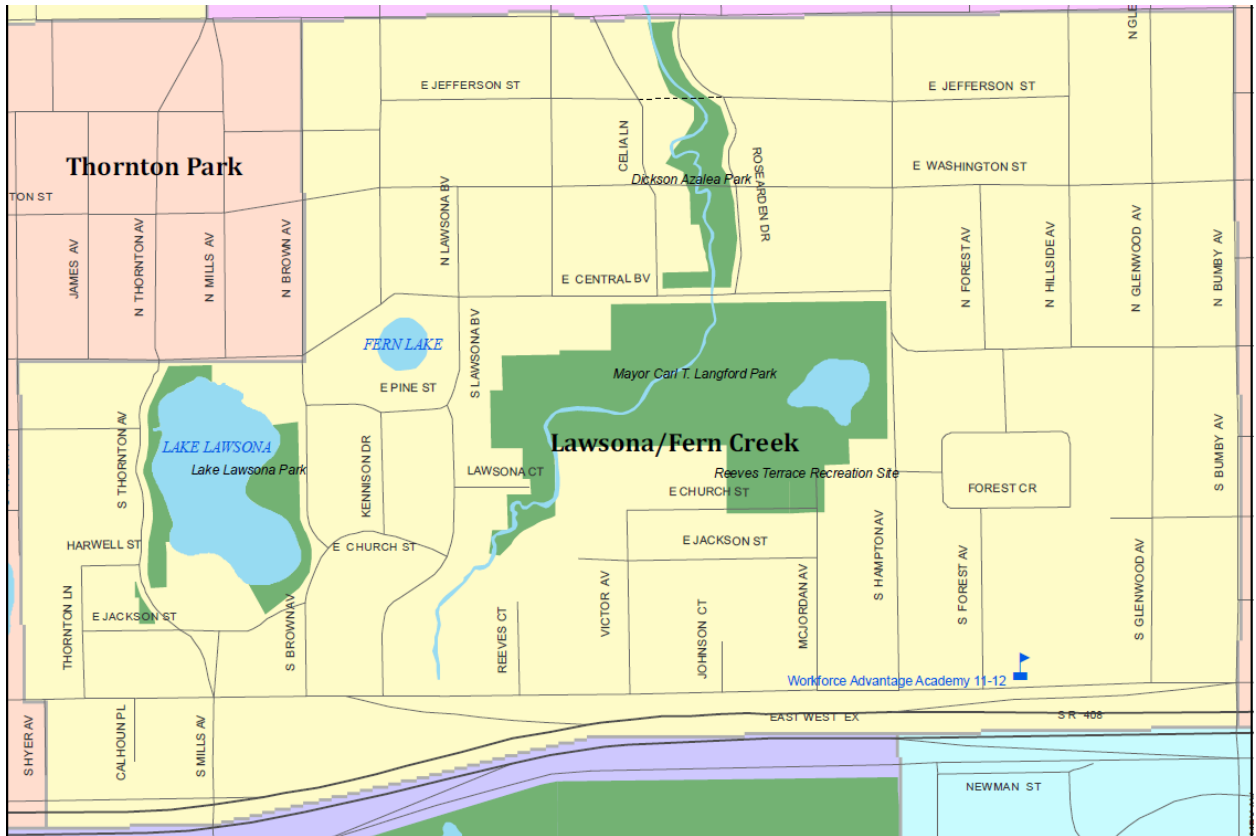 N GLE
E JEFFERSON ST
E JEFFERSON ST
CELIA LN
Thornton Park
ROSEARDEN DR
E WASHINGTON ST
Dickson Azalea Park
TON ST
JAMES AV
N THORNTON AV
N MILLS AV
N BROWN AV
N LAWSONA BV
N FOREST AV
N HILLSIDE AV
N GLENWOOD AV
N BUMBY AV
E CENTRAL BV
FERN LAKE
S LAWSONA BV
Mayor Carl T. Langford Park
E PINE ST
S THORNTON AV
LAKE LAWSONA
Lake Lawsona Park
KENNISON DR
Lawsona/Fern Creek
LAWSONA CT
Reeves Terrace Recreation Site
S BUMBY AV
E CHURCH ST
FOREST CR
HARWELL ST
E CHURCH ST
E JACKSON ST
S HAMPTON AV
THORNTON LN
E JACKSON ST
S BROWN AV
REEVES CT
VICTOR AV
JOHNSON CT
MCJORDAN AV
S FOREST AV
S GLENWOOD AV
Workforce Advantage Academy 11-12
EAST WEST EX
S R 408
S HYER AV
CALHOUN PL
S MILLS AV
NEWMAN ST